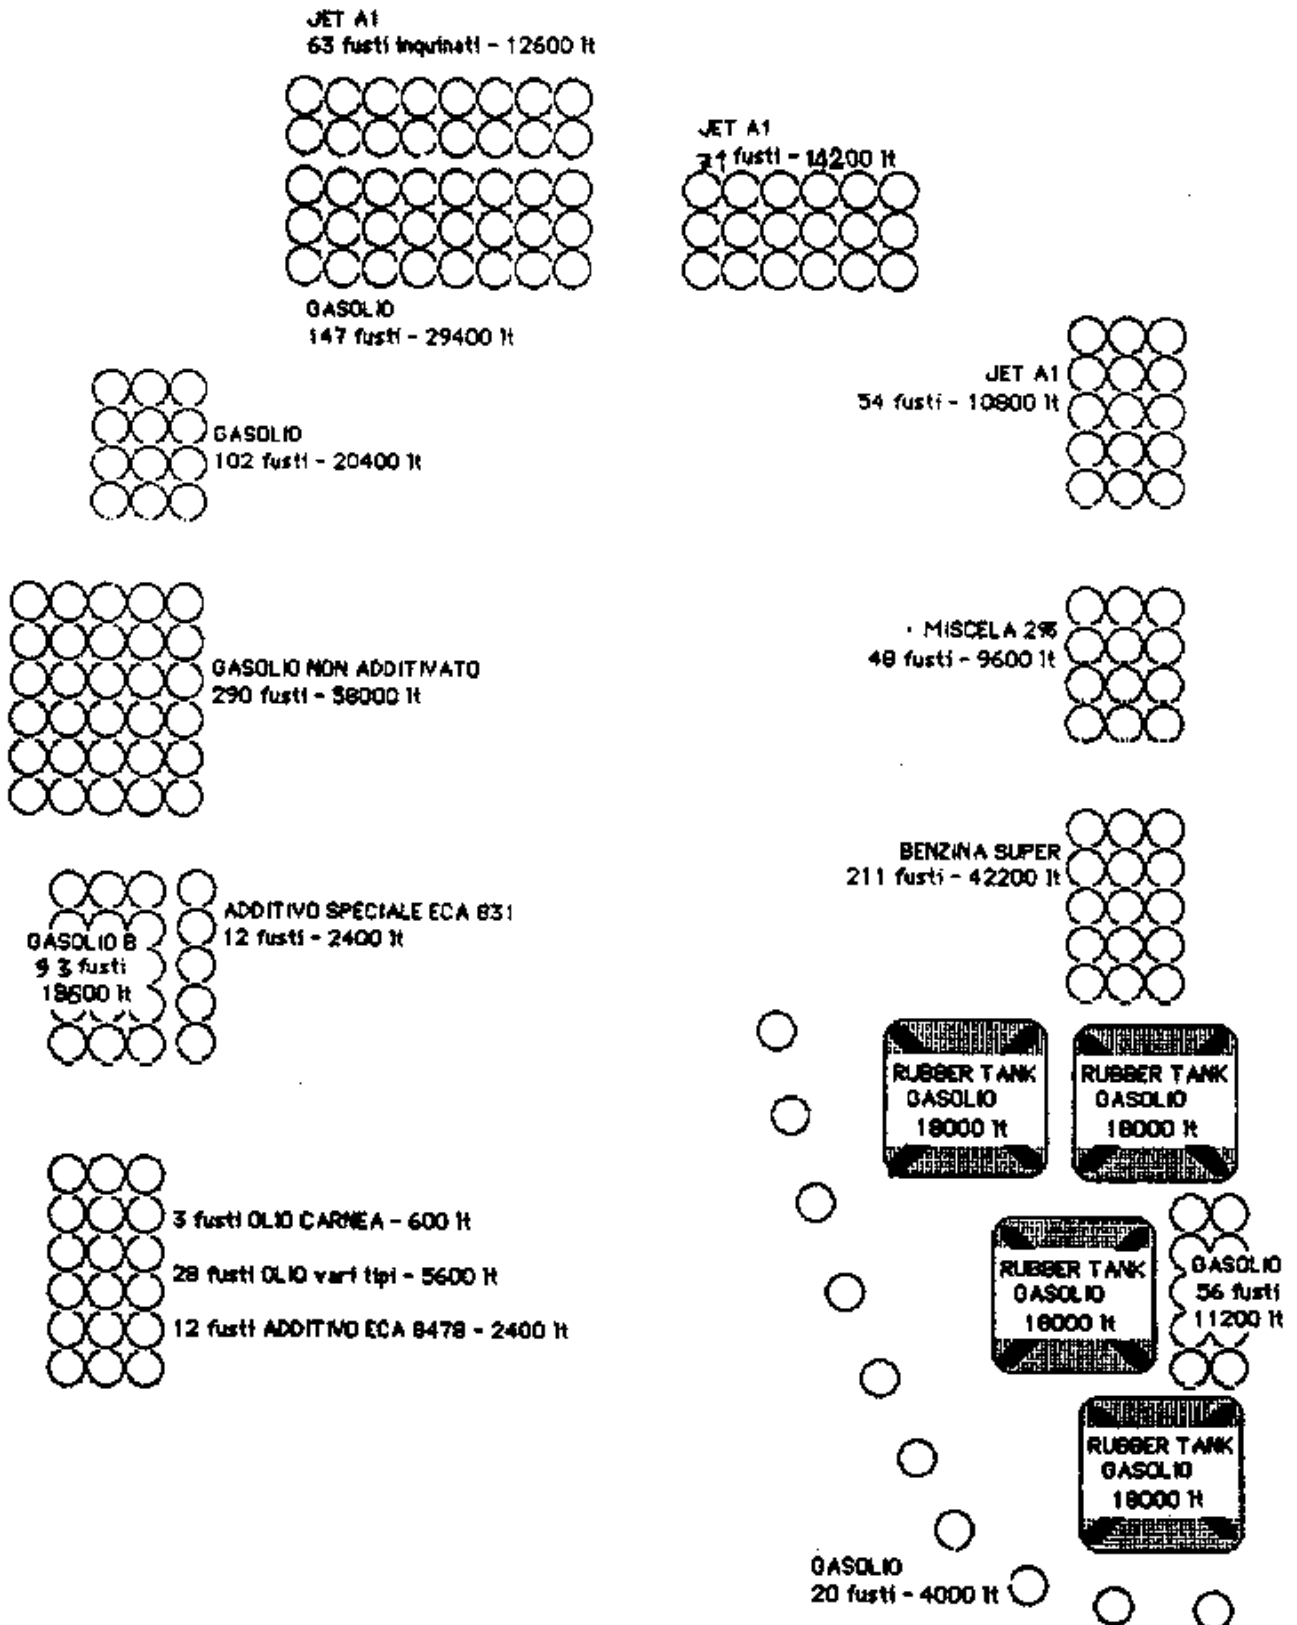 JET A1
63 fusti inquinati - 12600 lt
JET A1
71 fusti - 14200 lt
GASOLIO
147 fusti - 29400 lt
JET A1
54 fusti - 10800 lt
GASOLIO
102 fusti - 20400 lt
MISCELA 2%
48 fusti - 9600 lt
GASOLIO NON ADDITIVATO
290 fusti - 58000 lt
BENZINA SUPER
211 fusti - 42200 lt
ADDITIVO SPECIALE ECA 831
12 fusti - 2400 lt
GASOLIO B
93 fusti
18600 lt
RUBBER TANK
GASOLIO
18000 lt
RUBBER TANK
GASOLIO
18000 lt
3 fusti OLIO CARNEA - 600 lt
28 fusti OLIO vari tipi - 5600 lt
12 fusti ADDITIVO ECA 8478 - 2400 lt
RUBBER TANK
GASOLIO
18000 lt
GASOLIO
56 fusti
11200 lt
RUBBER TANK
GASOLIO
18000 lt
GASOLIO
20 fusti - 4000 lt